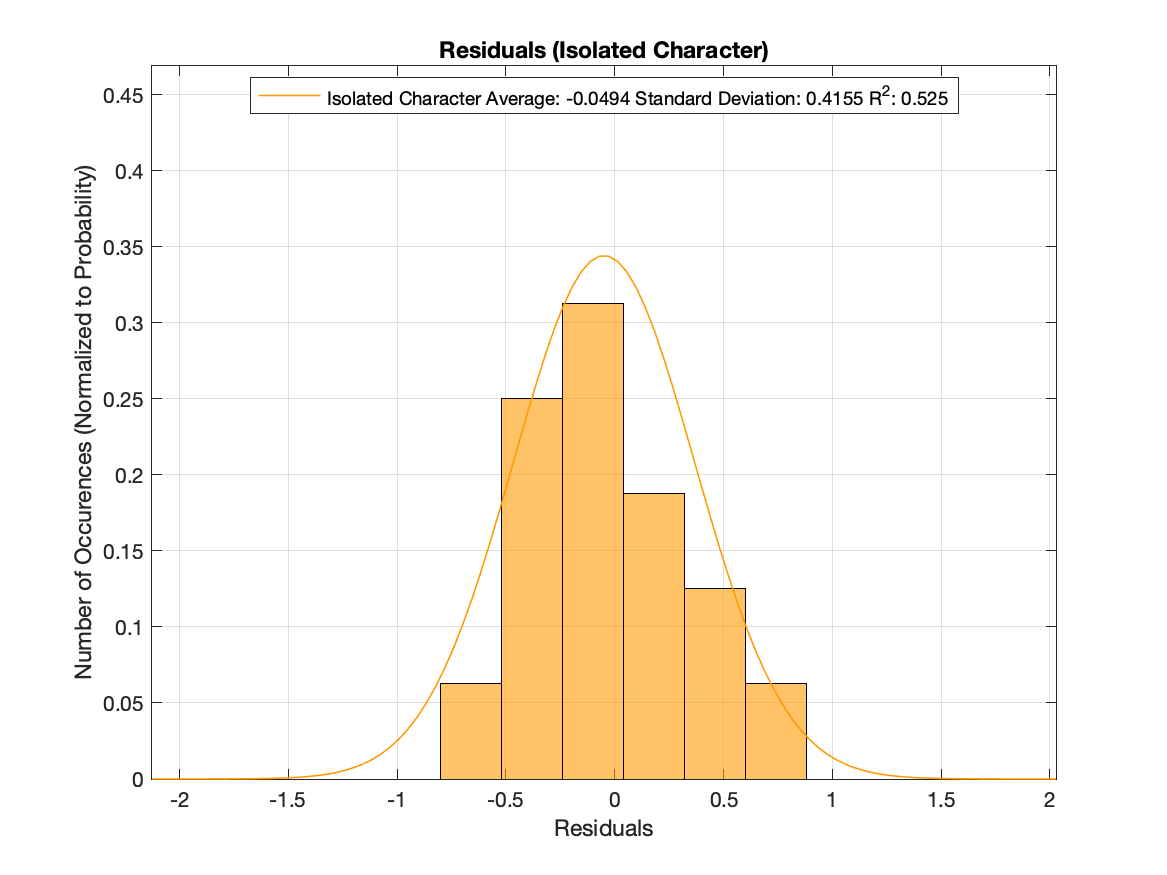 Residuals (Isolated Character)
Isolated Character Average: -0.0494 Standard Deviation: 0.4155 R²: 0.525
Number of Occurences (Normalized to Probability)
0.45
0.4
0.35
0.3
0.25
0.2
0.15
0.1
0.05
0
-2 -1.5 -1 -0.5 0 0.5 1 1.5 2
Residuals